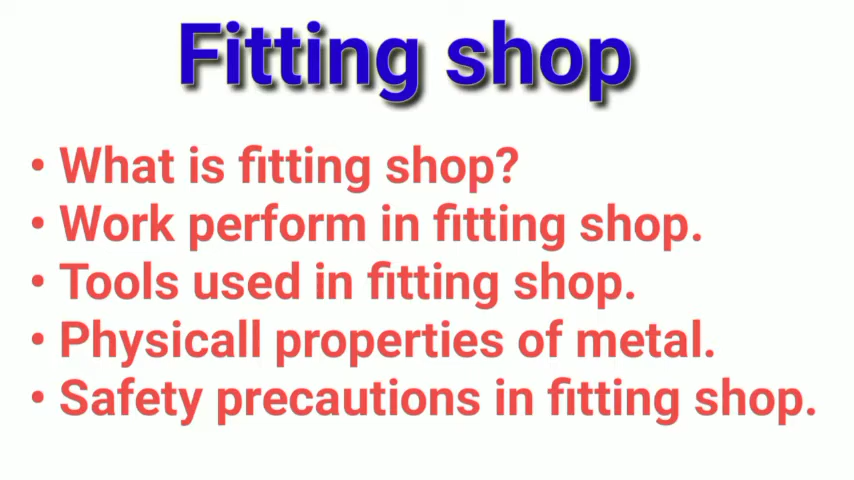 Fitting shop
• What is fitting shop?
• Work perform in fitting shop.
• Tools used in fitting shop.
• Physicall properties of metal.
• Safety precautions in fitting shop.